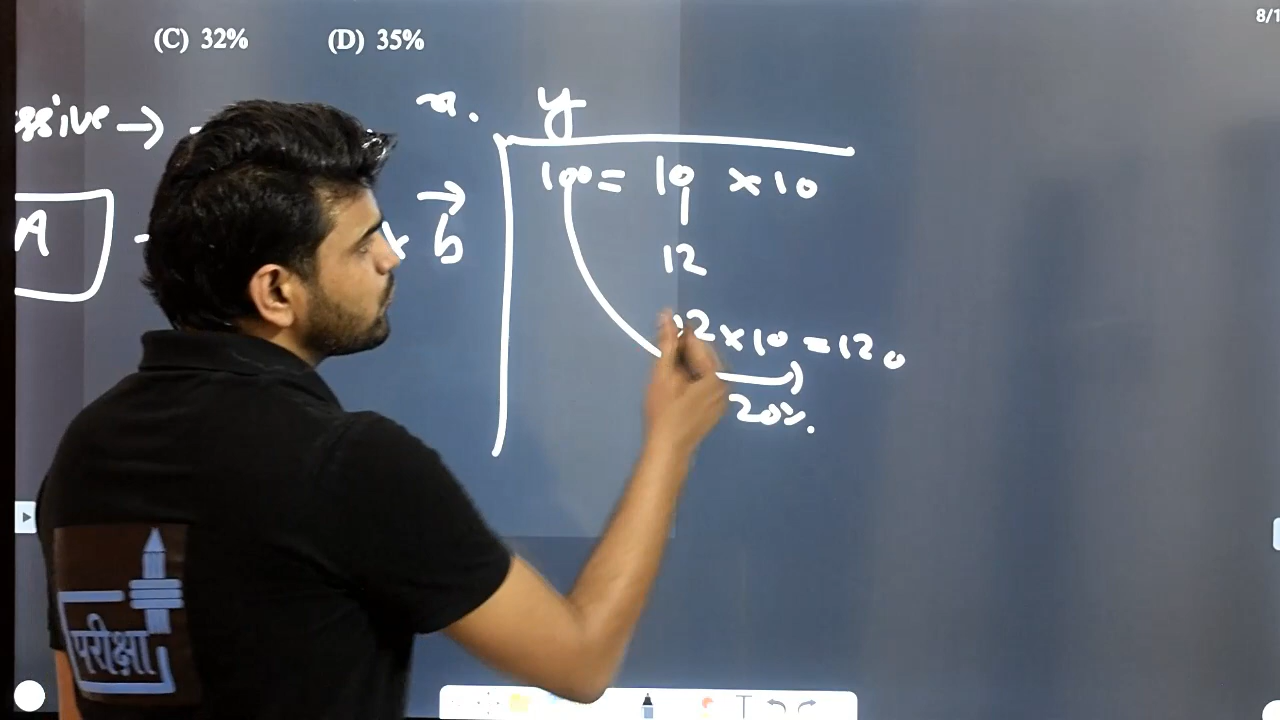 8/1
(C) 32% (D) 35%
y
100 = 10 × 10
A
b
12
12 × 10 = 120
20%.
परीक्षा
T